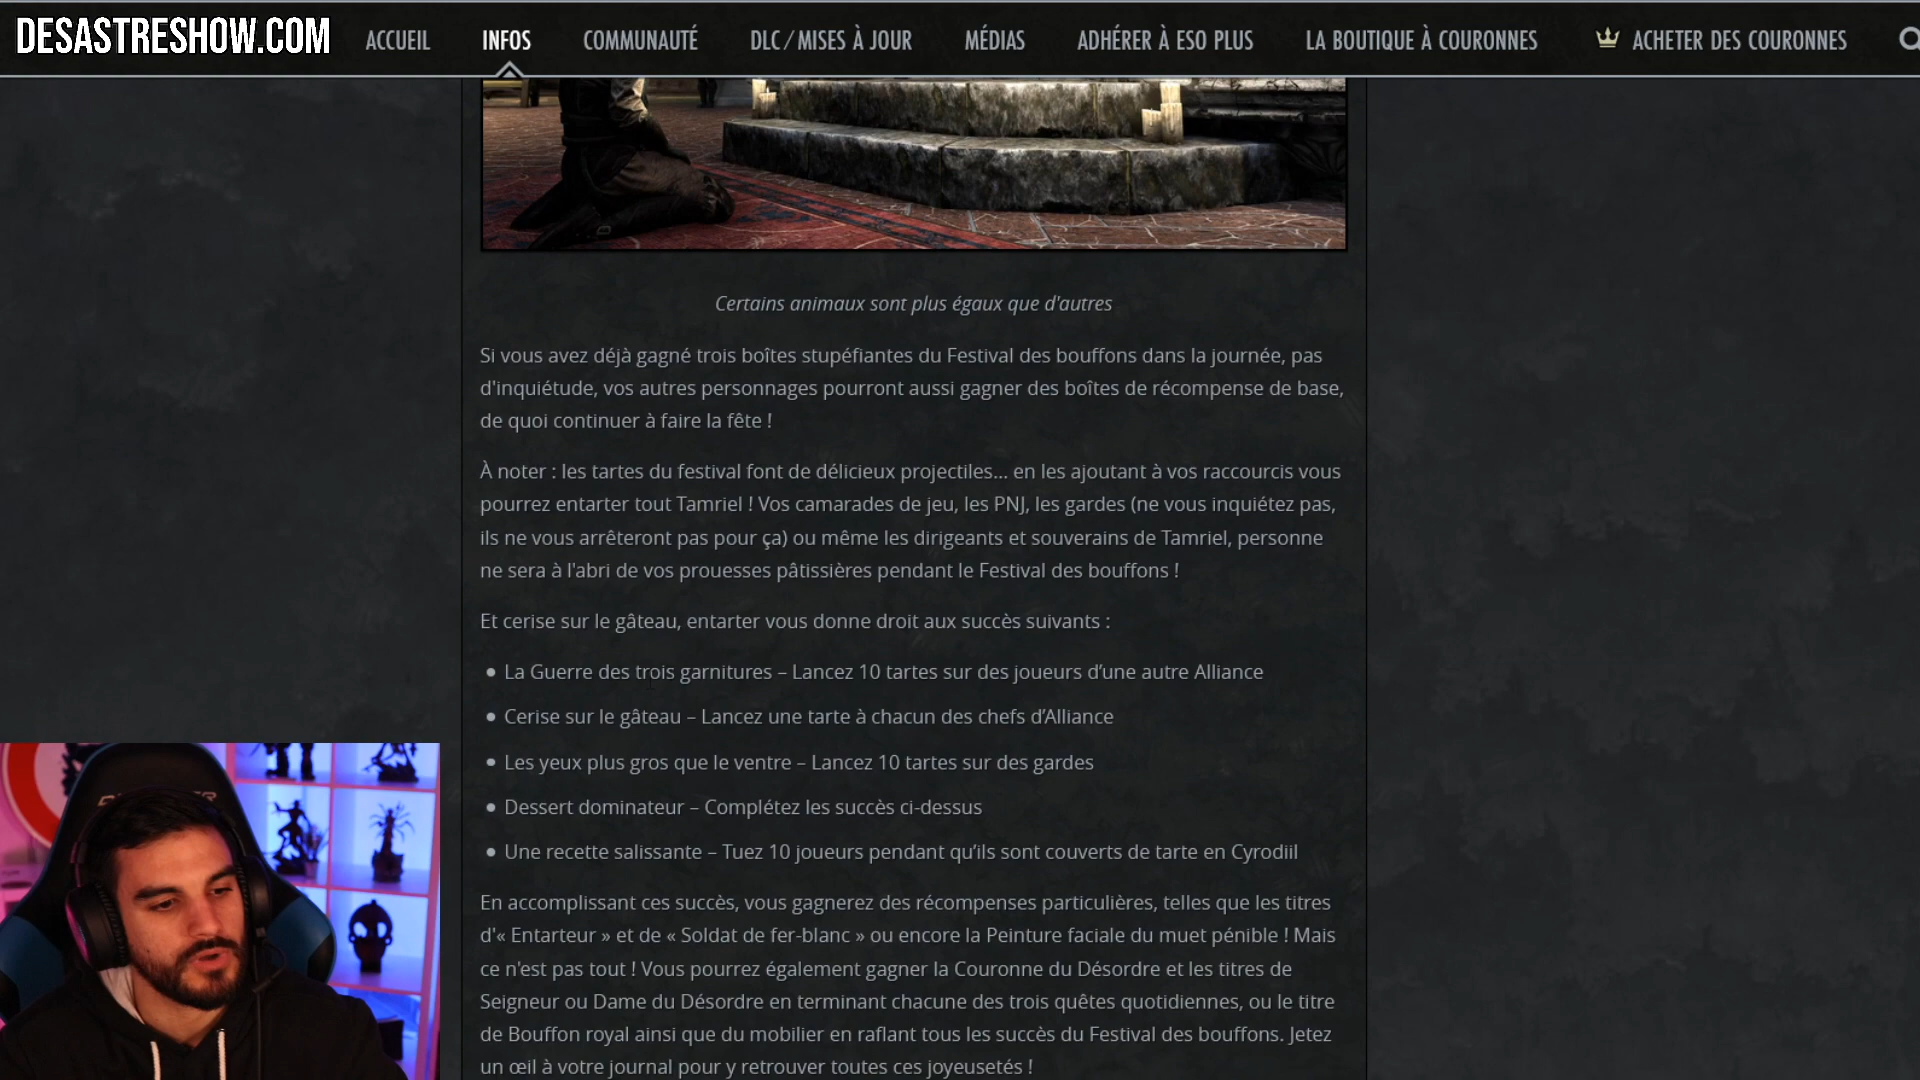 DESASTRESHOW.COM
ACCUEIL
INFOS
COMMUNAUTÉ
DLC / MISES À JOUR
MÉDIAS
ADHÉRER À ESO PLUS
LA BOUTIQUE À COURONNES
ACHETER DES COURONNES
Certains animaux sont plus égaux que d'autres
Si vous avez déjà gagné trois boîtes stupéfiantes du Festival des bouffons dans la journée, pas
d'inquiétude, vos autres personnages pourront aussi gagner des boîtes de récompense de base,
de quoi continuer à faire la fête !
À noter : les tartes du festival font de délicieux projectiles... en les ajoutant à vos raccourcis vous
pourrez entarter tout Tamriel ! Vos camarades de jeu, les PNJ, les gardes (ne vous inquiétez pas,
ils ne vous arrêteront pas pour ça) ou même les dirigeants et souverains de Tamriel, personne
ne sera à l'abri de vos prouesses pâtissières pendant le Festival des bouffons !
Et cerise sur le gâteau, entarter vous donne droit aux succès suivants :
• La Guerre des trois garnitures – Lancez 10 tartes sur des joueurs d’une autre Alliance
• Cerise sur le gâteau – Lancez une tarte à chacun des chefs d’Alliance
• Les yeux plus gros que le ventre – Lancez 10 tartes sur des gardes
• Dessert dominateur – Complétez les succès ci-dessus
• Une recette salissante – Tuez 10 joueurs pendant qu’ils sont couverts de tarte en Cyrodiil
En accomplissant ces succès, vous gagnerez des récompenses particulières, telles que les titres
d'« Entarteur » et de « Soldat de fer-blanc » ou encore la Peinture faciale du muet pénible ! Mais
ce n'est pas tout ! Vous pourrez également gagner la Couronne du Désordre et les titres de
Seigneur ou Dame du Désordre en terminant chacune des trois quêtes quotidiennes, ou le titre
de Bouffon royal ainsi que du mobilier en raflant tous les succès du Festival des bouffons. Jetez
un œil à votre journal pour y retrouver toutes ces joyeusetés !